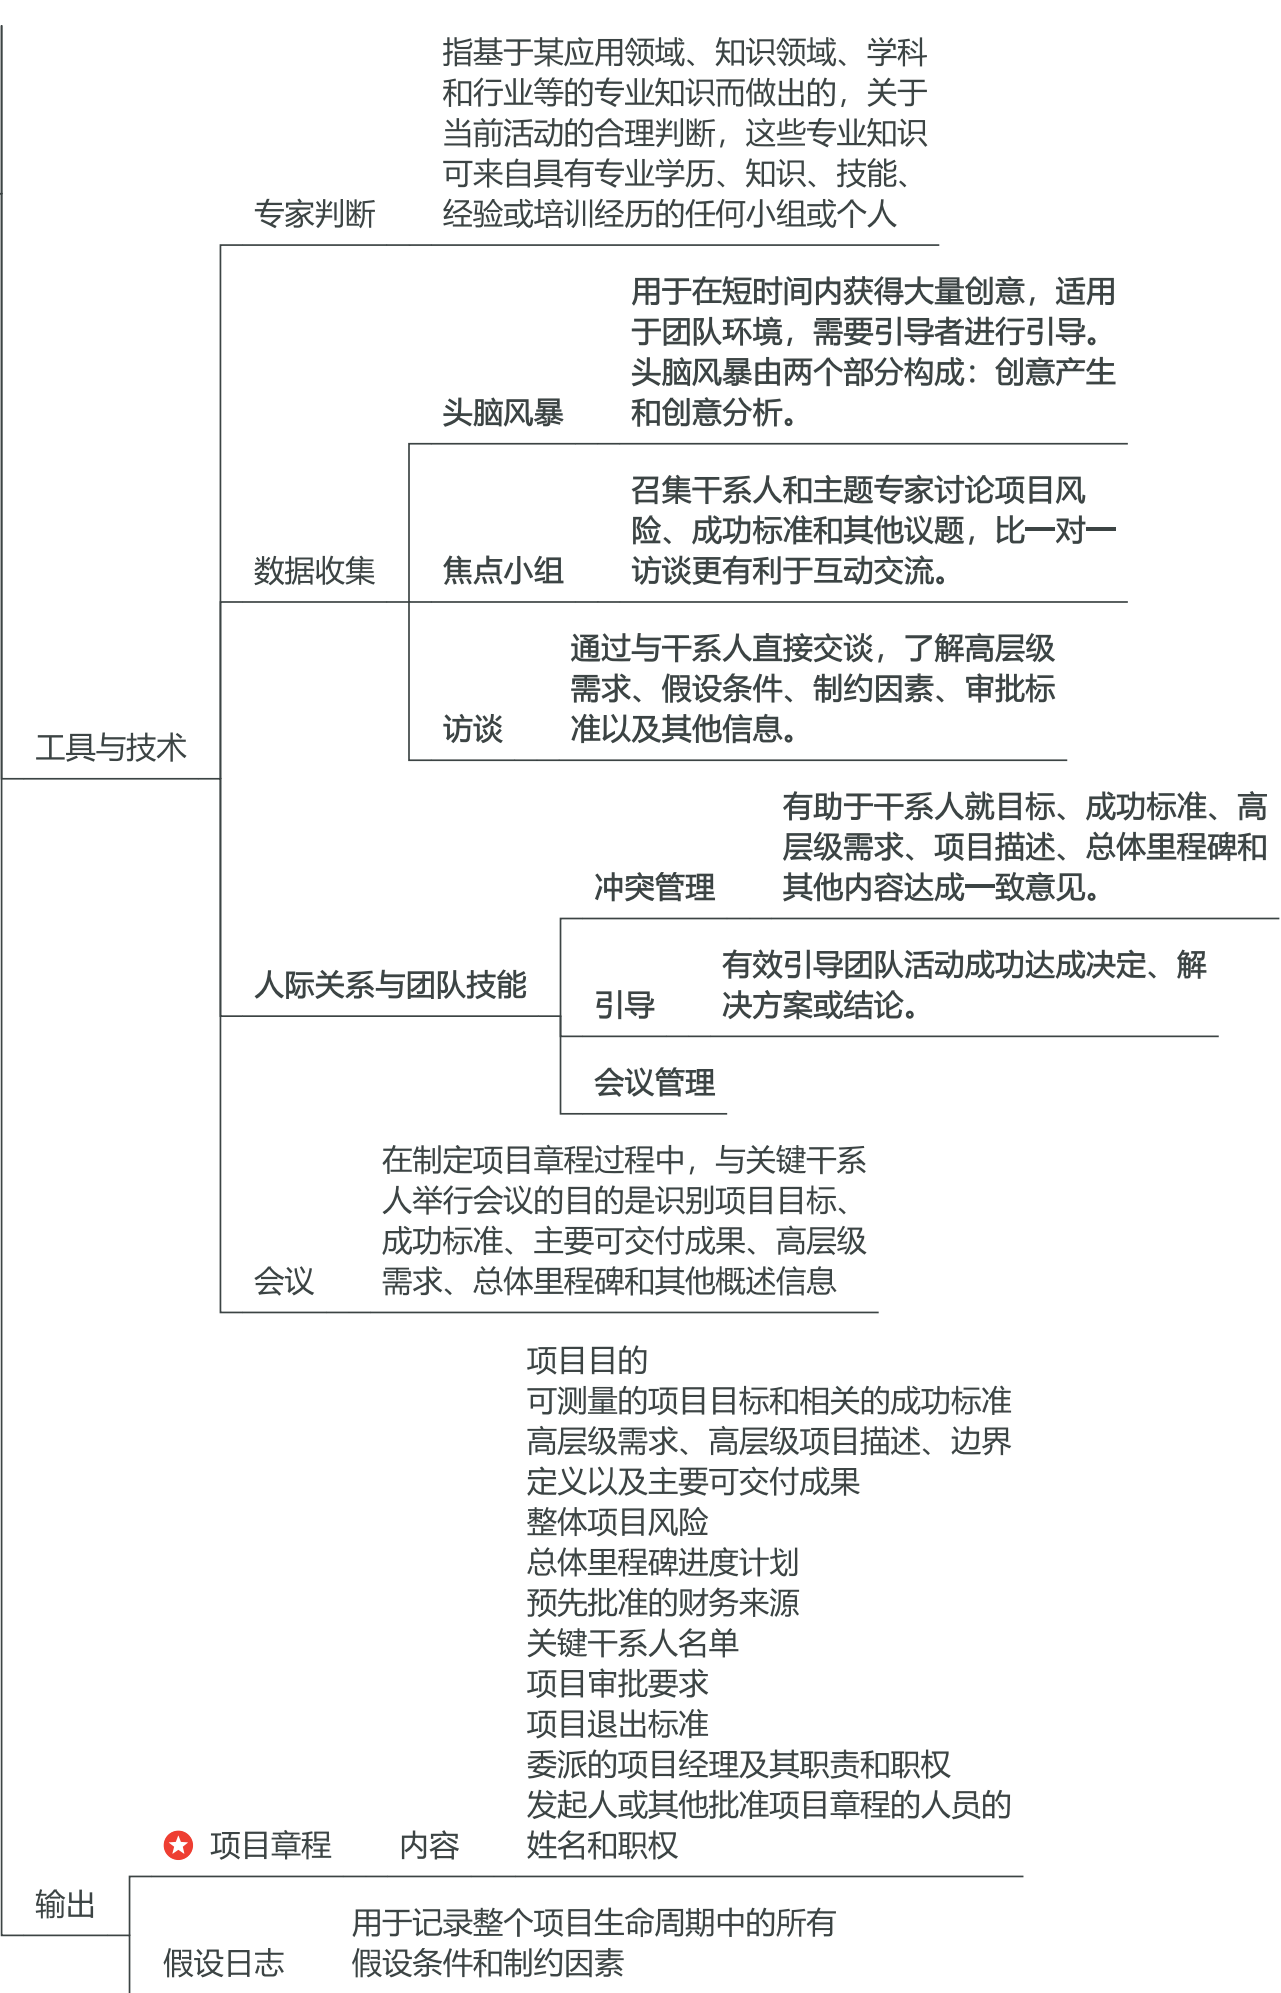 指基于某应用领域、知识领域、学科
和行业等的专业知识而做出的，关于
当前活动的合理判断，这些专业知识
可来自具有专业学历、知识、技能、
专家判断 经验或培训经历的任何小组或个人
用于在短时间内获得大量创意，适用
于团队环境，需要引导者进行引导。
头脑风暴由两个部分构成：创意产生
头脑风暴 和创意分析。
召集干系人和主题专家讨论项目风
险、成功标准和其他议题，比一对一
数据收集 焦点小组 访谈更有利于互动交流。
通过与干系人直接交谈，了解高层级
需求、假设条件、制约因素、审批标
访谈 准以及其他信息。
工具与技术
有助于干系人就目标、成功标准、高
层级需求、项目描述、总体里程碑和
冲突管理 其他内容达成一致意见。
有效引导团队活动成功达成决定、解
人际关系与团队技能 引导 决方案或结论。
会议管理
在制定项目章程过程中，与关键干系
人举行会议的目的是识别项目目标、
成功标准、主要可交付成果、高层级
会议 需求、总体里程碑和其他概述信息
项目目的
可测量的项目目标和相关的成功标准
高层级需求、高层级项目描述、边界
定义以及主要可交付成果
整体项目风险
总体里程碑进度计划
预先批准的财务来源
关键干系人名单
项目审批要求
项目退出标准
委派的项目经理及其职责和职权
发起人或其他批准项目章程的人员的
项目章程 内容 姓名和职权
输出
用于记录整个项目生命周期中的所有
假设日志 假设条件和制约因素